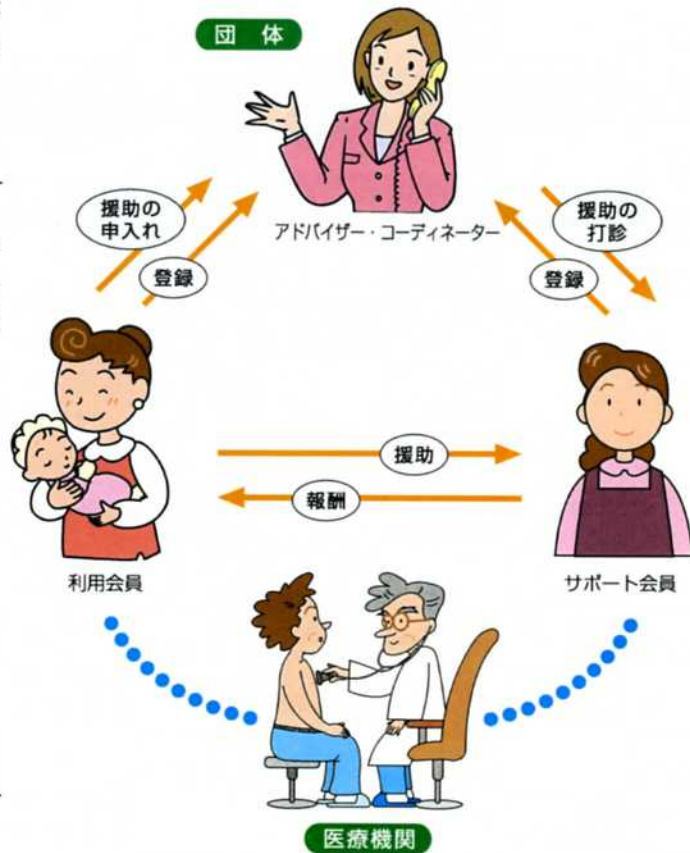 団体
アドバイザー・コーディネーター
援助の
申入れ
登録
援助の
打診
登録
援助
報酬
利用会員
サポート会員
医療機関